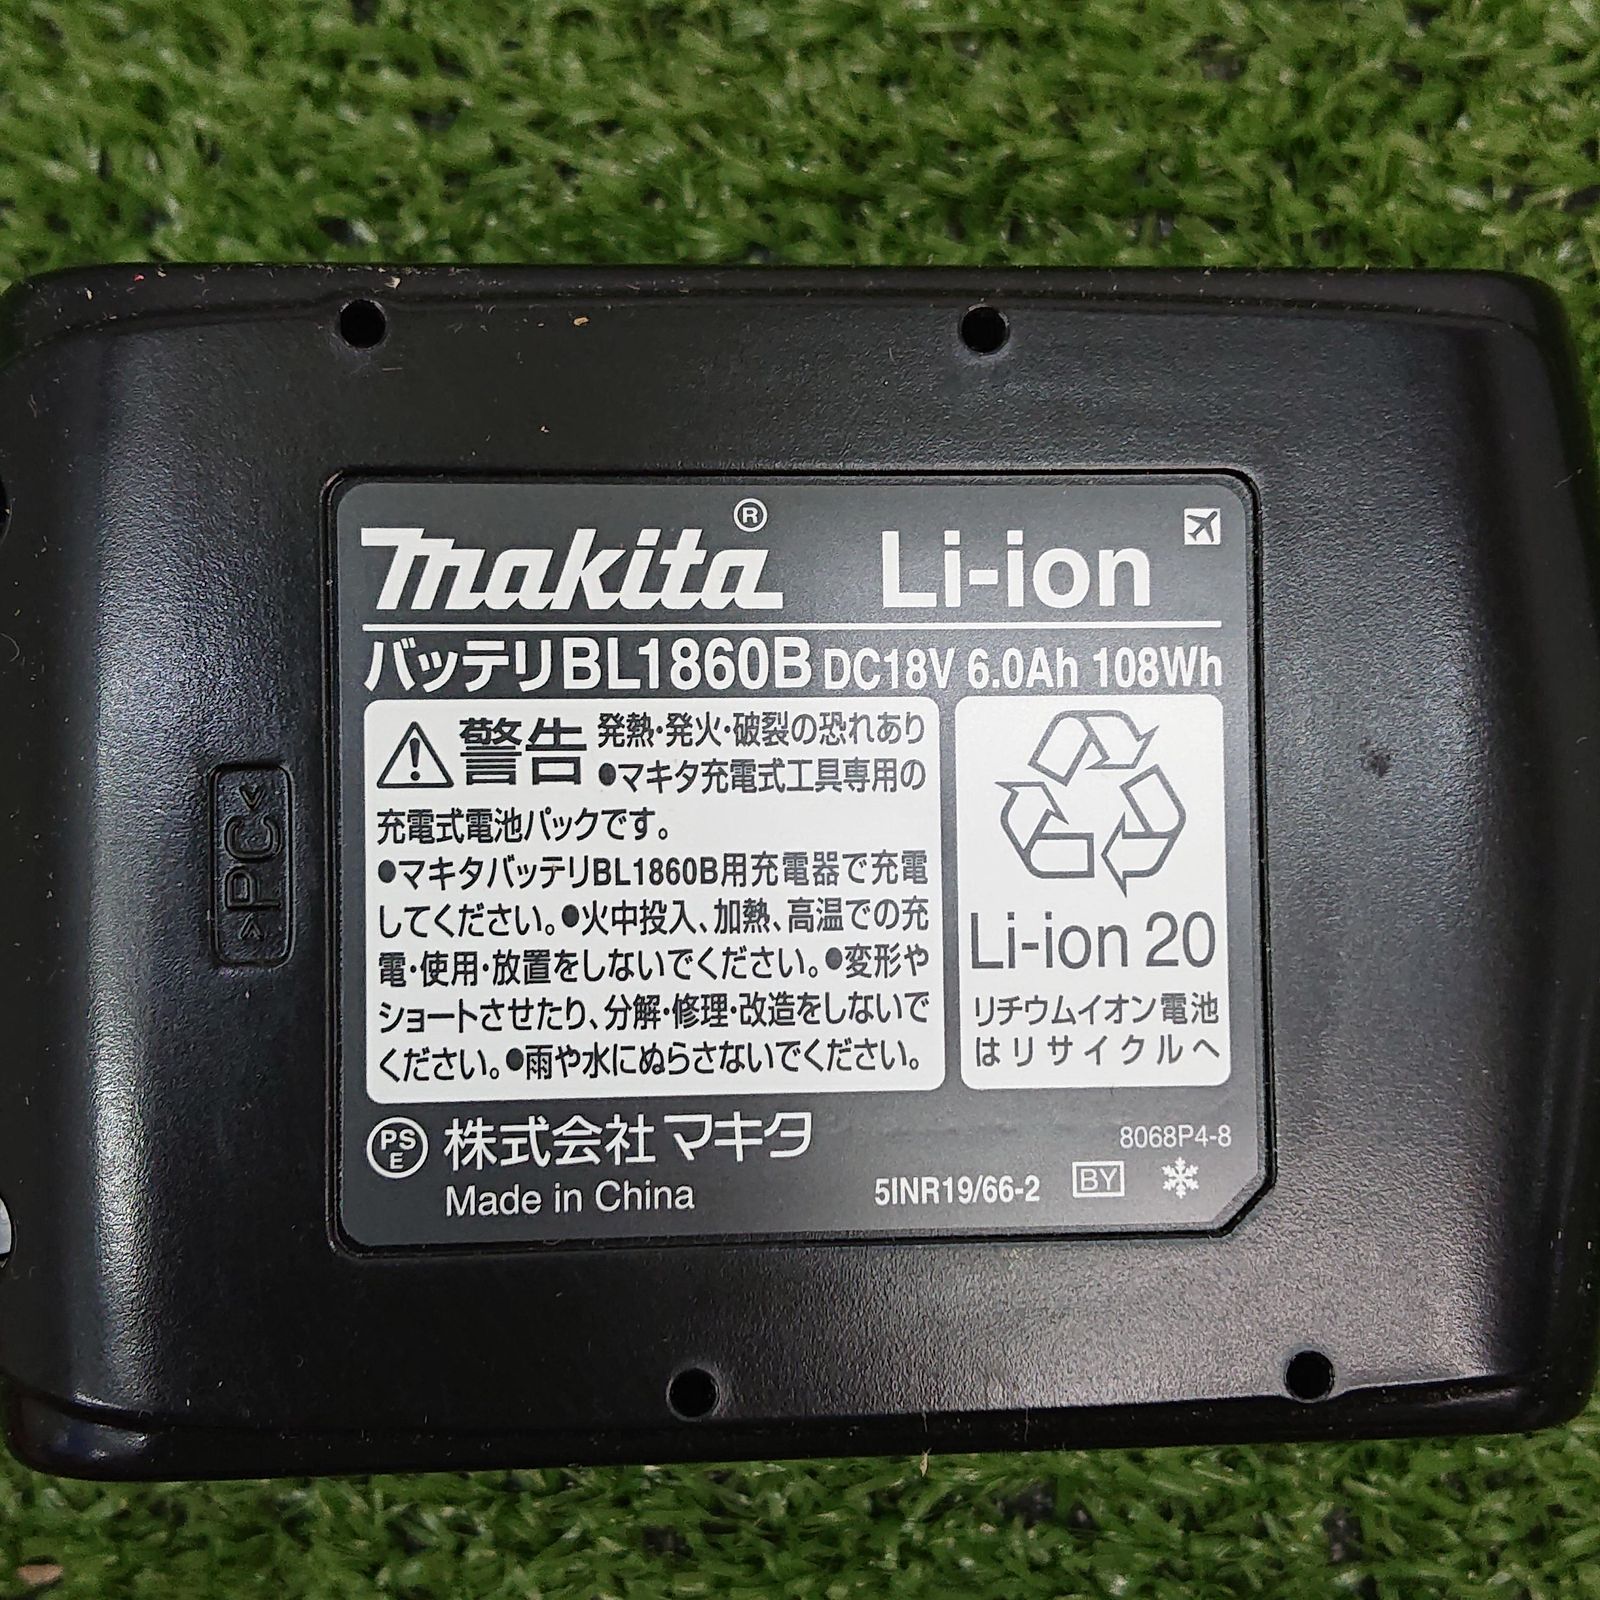 makita® Li-ion
バッテリBL1860B DC18V 6.0Ah 108Wh
警告 発熱・発火・破裂の恐れあり
●マキタ充電式工具専用の
充電式電池パックです。
●マキタバッテリBL1860B用充電器で充電
してください。●火中投入、加熱、高温での充
電・使用・放置をしないでください。●変形や
ショートさせたり、分解・修理・改造をしないで
ください。●雨や水にぬらさないでください。
Li-ion 20
リチウムイオン電池
はリサイクルへ
PS
E
株式会社マキタ
Made in China
8068P4-8
5INR19/66-2 BY
>PC<